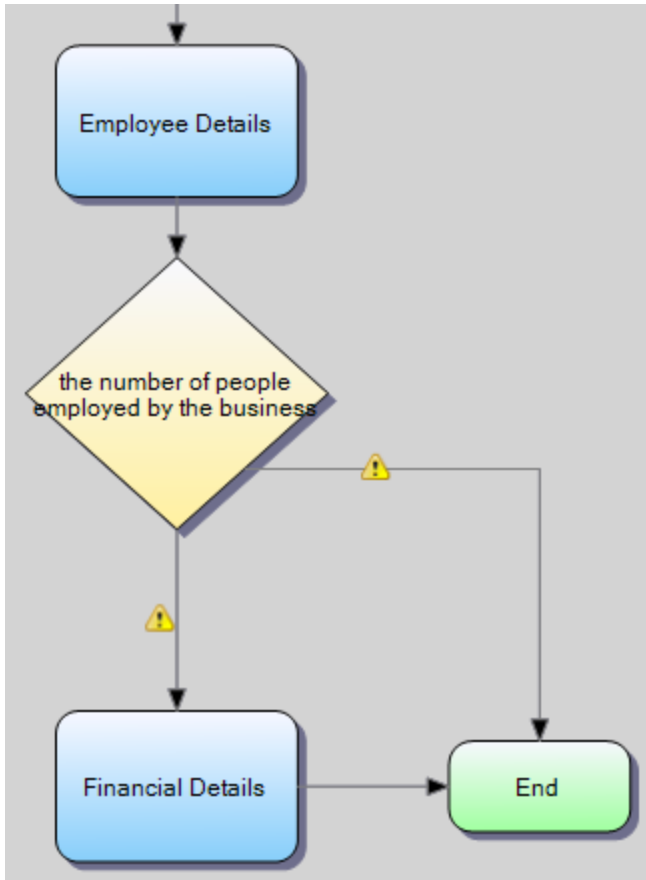 Employee Details
the number of people
employed by the business
Financial Details
End